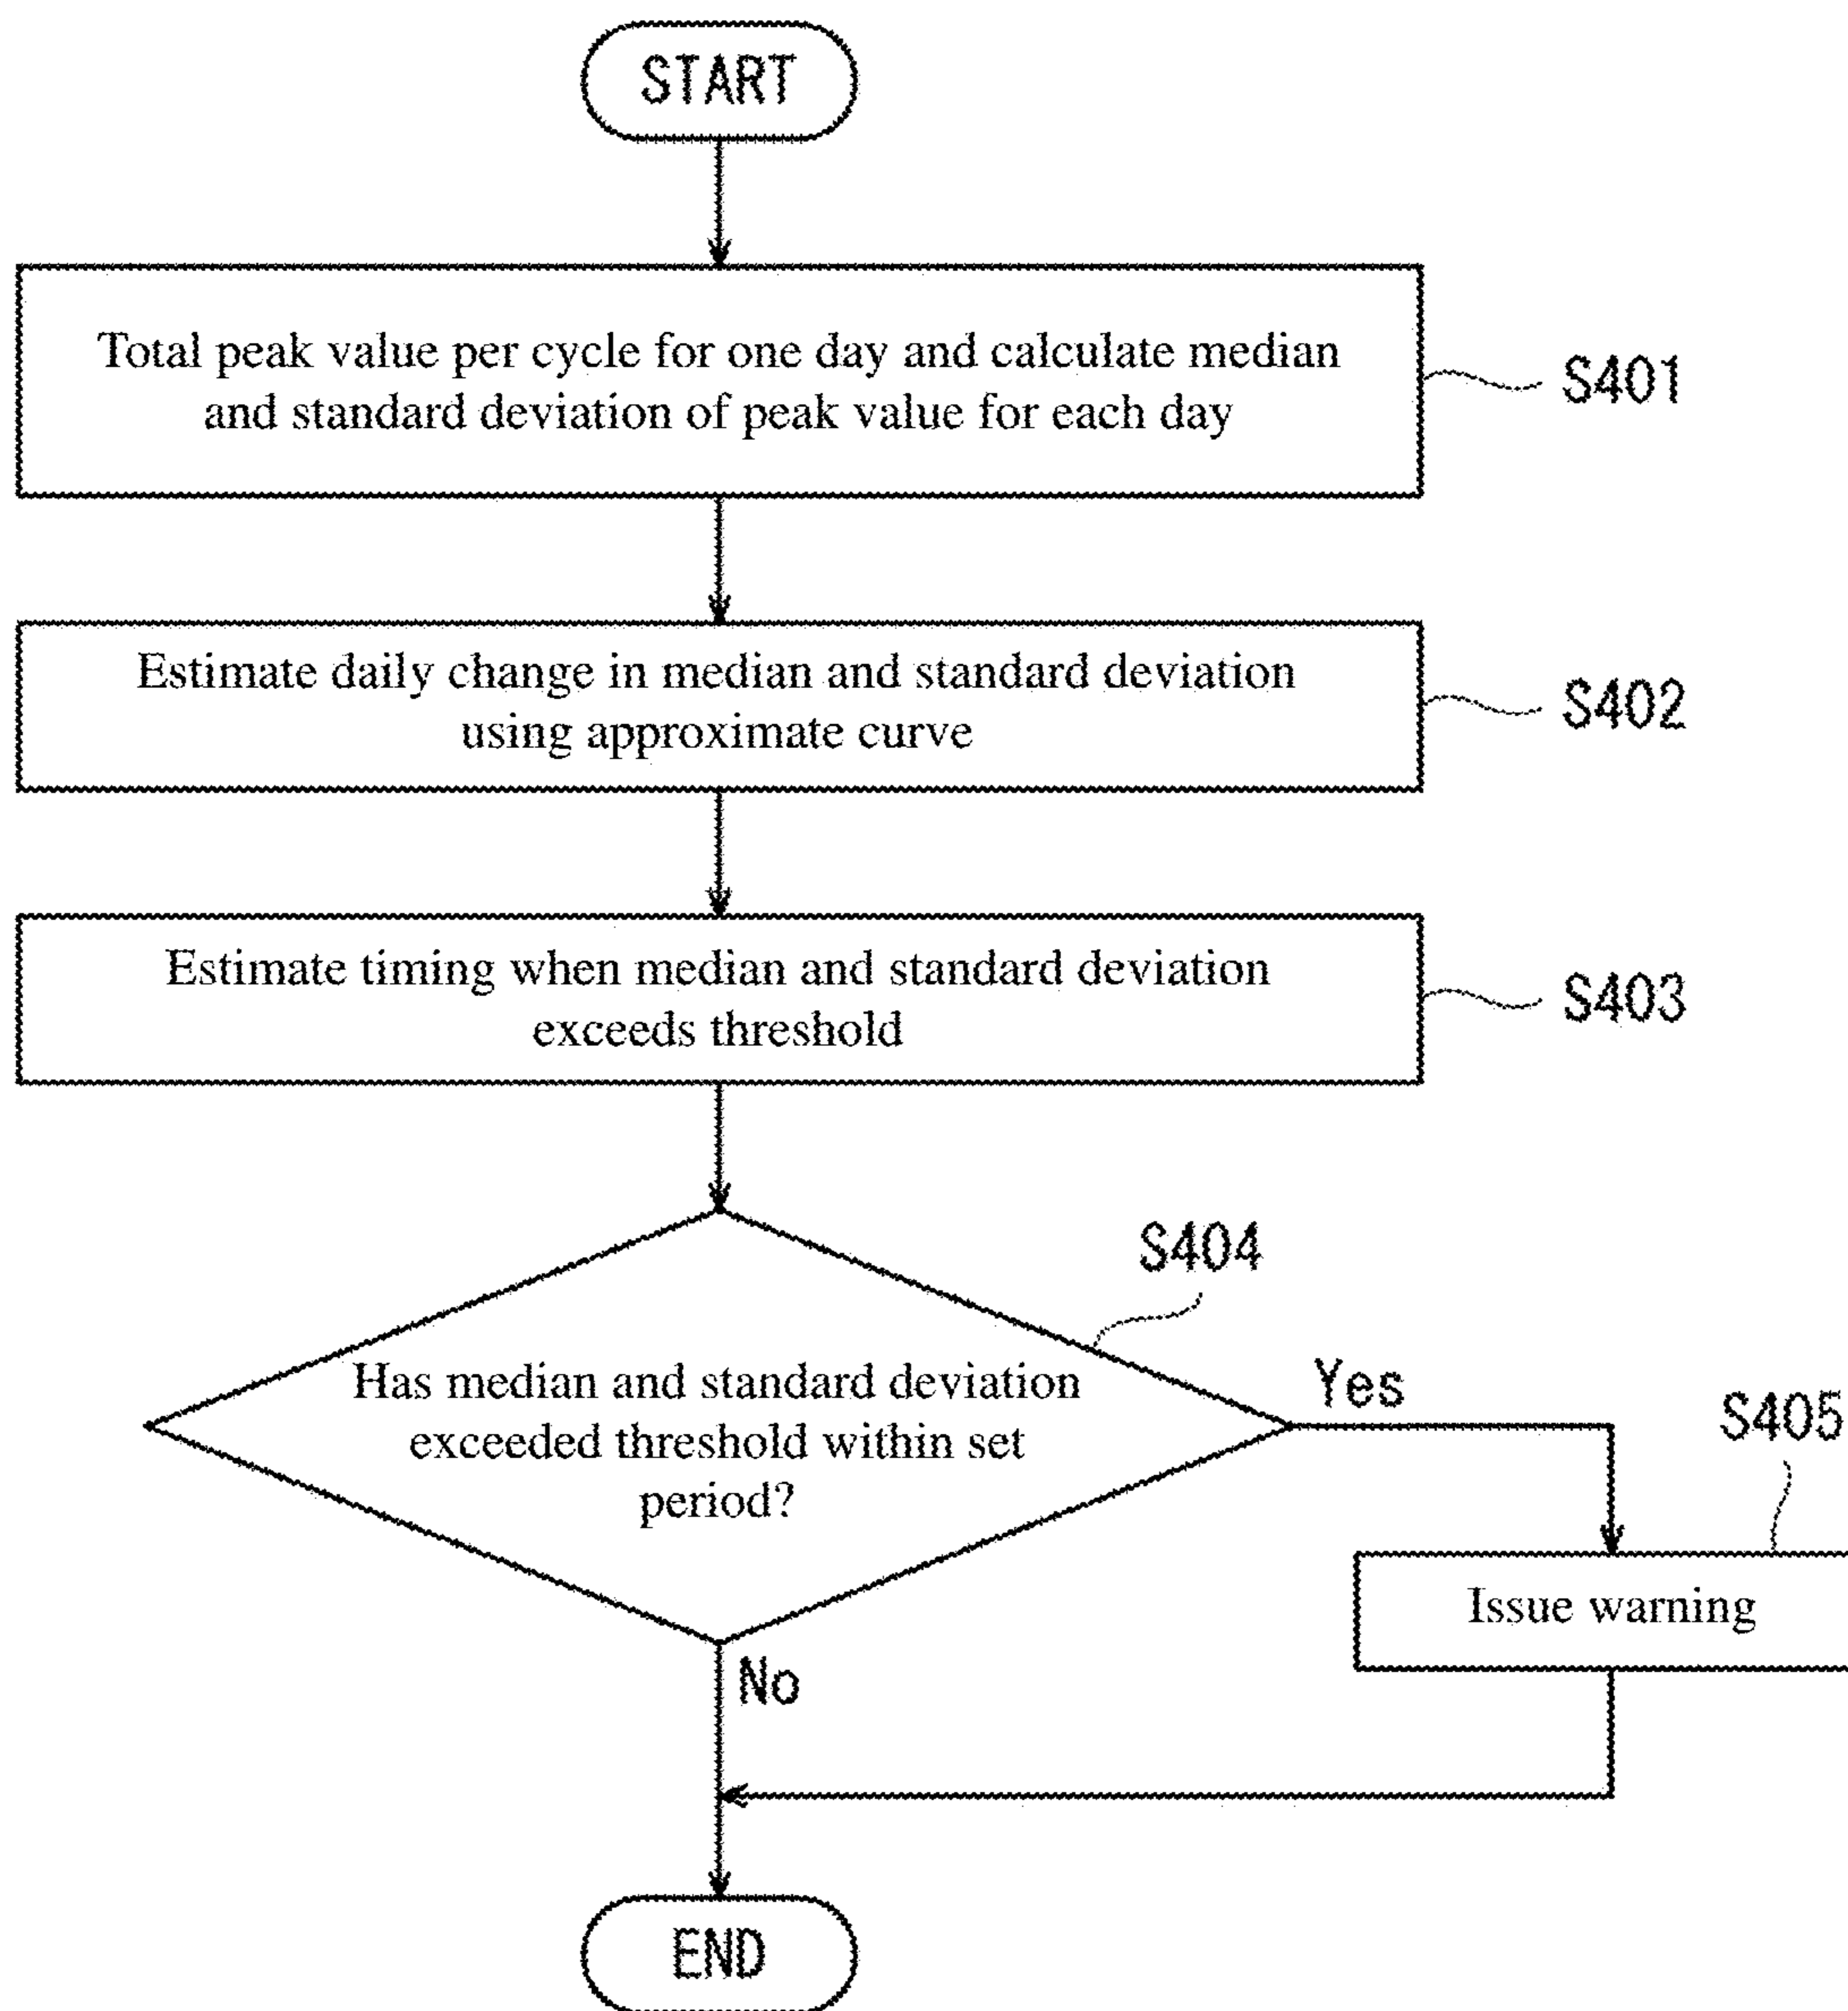 START
Total peak value per cycle for one day and calculate median
and standard deviation of peak value for each day
S401
Estimate daily change in median and standard deviation
using approximate curve
S402
Estimate timing when median and standard deviation
exceeds threshold
S403
S404
Has median and standard deviation
exceeded threshold within set
period?
Yes
S405
Issue warning
No
END